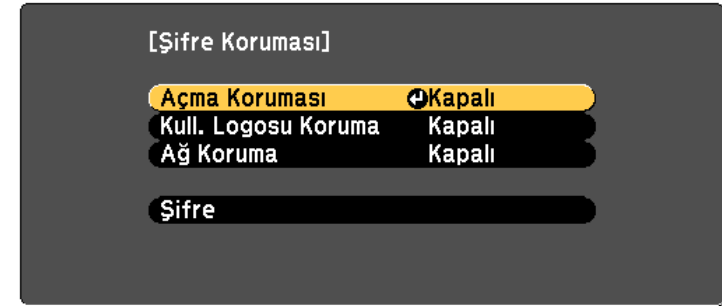 [Şifre Koruması]
Açma Koruması Kapalı
Kull. Logosu Koruma Kapalı
Ağ Koruma Kapalı
Şifre